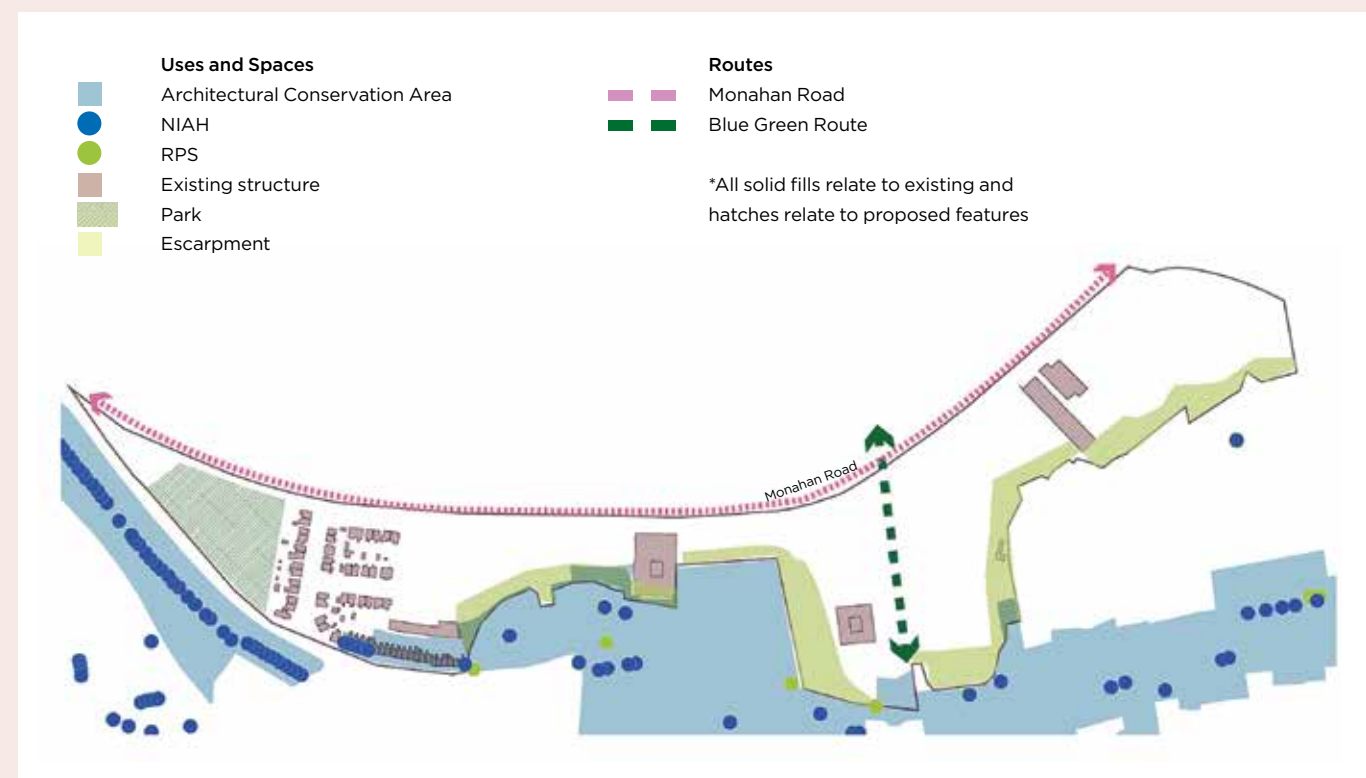 Uses and Spaces
Architectural Conservation Area
NIAH
RPS
Existing structure
Park
Escarpment
Routes
Monahan Road
Blue Green Route
*All solid fills relate to existing and
hatches relate to proposed features
Monahan Road